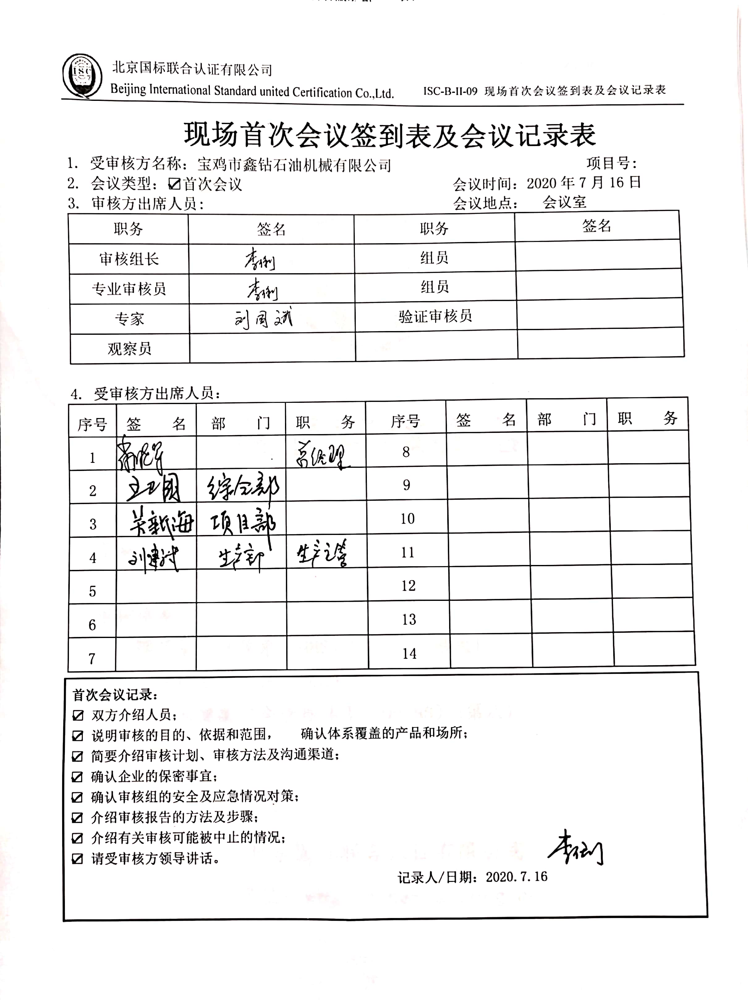 北京国标联合认证有限公司
Beijing International Standard united Certification Co.,Ltd. ISC-B-II-09 现场首次会议签到表及会议记录表
ISC
现场首次会议签到表及会议记录表
1. 受审核方名称：宝鸡市鑫钻石油机械有限公司 项目号：
2. 会议类型：☑首次会议 会议时间：2020 年 7 月 16 日
3. 审核方出席人员： 会议地点： 会议室
职务 签名 职务 签名
审核组长 李俐 组员
专业审核员 李俐 组员
专家 刘国斌 验证审核员
观察员
4. 受审核方出席人员：
序号 签 名 部 门 职 务 序号 签 名 部 门 职 务
1 总经理 8
2 王卫国 综合部 9
3 吴新海 项目部 10
4 刘建斌 生产部 生产主管 11
5 12
6 13
7 14
首次会议记录：
☑ 双方介绍人员；
☑ 说明审核的目的、依据和范围， 确认体系覆盖的产品和场所；
☑ 简要介绍审核计划、审核方法及沟通渠道；
☑ 确认企业的保密事宜；
☑ 确认审核组的安全及应急情况对策；
☑ 介绍审核报告的方法及步骤；
☑ 介绍有关审核可能被中止的情况；
☑ 请受审核方领导讲话。
李俐
记录人/日期：2020.7.16